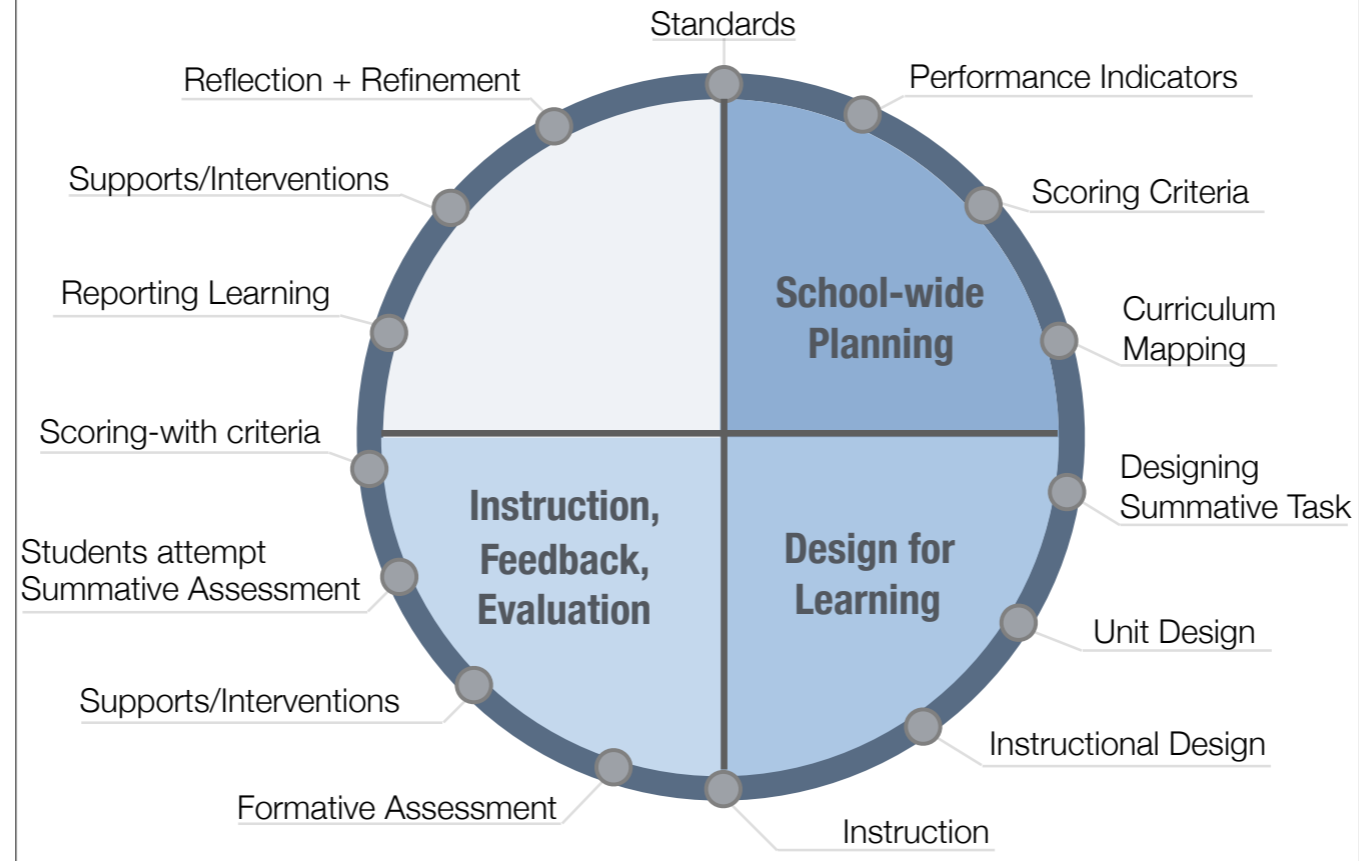 Standards
Performance Indicators
Scoring Criteria
Curriculum
Mapping
Designing
Summative Task
Unit Design
Instructional Design
Instruction
Formative Assessment
Supports/Interventions
Students attempt
Summative Assessment
Scoring-with criteria
Reporting Learning
Supports/Interventions
Reflection + Refinement
School-wide
Planning
Design for
Learning
Instruction,
Feedback,
Evaluation